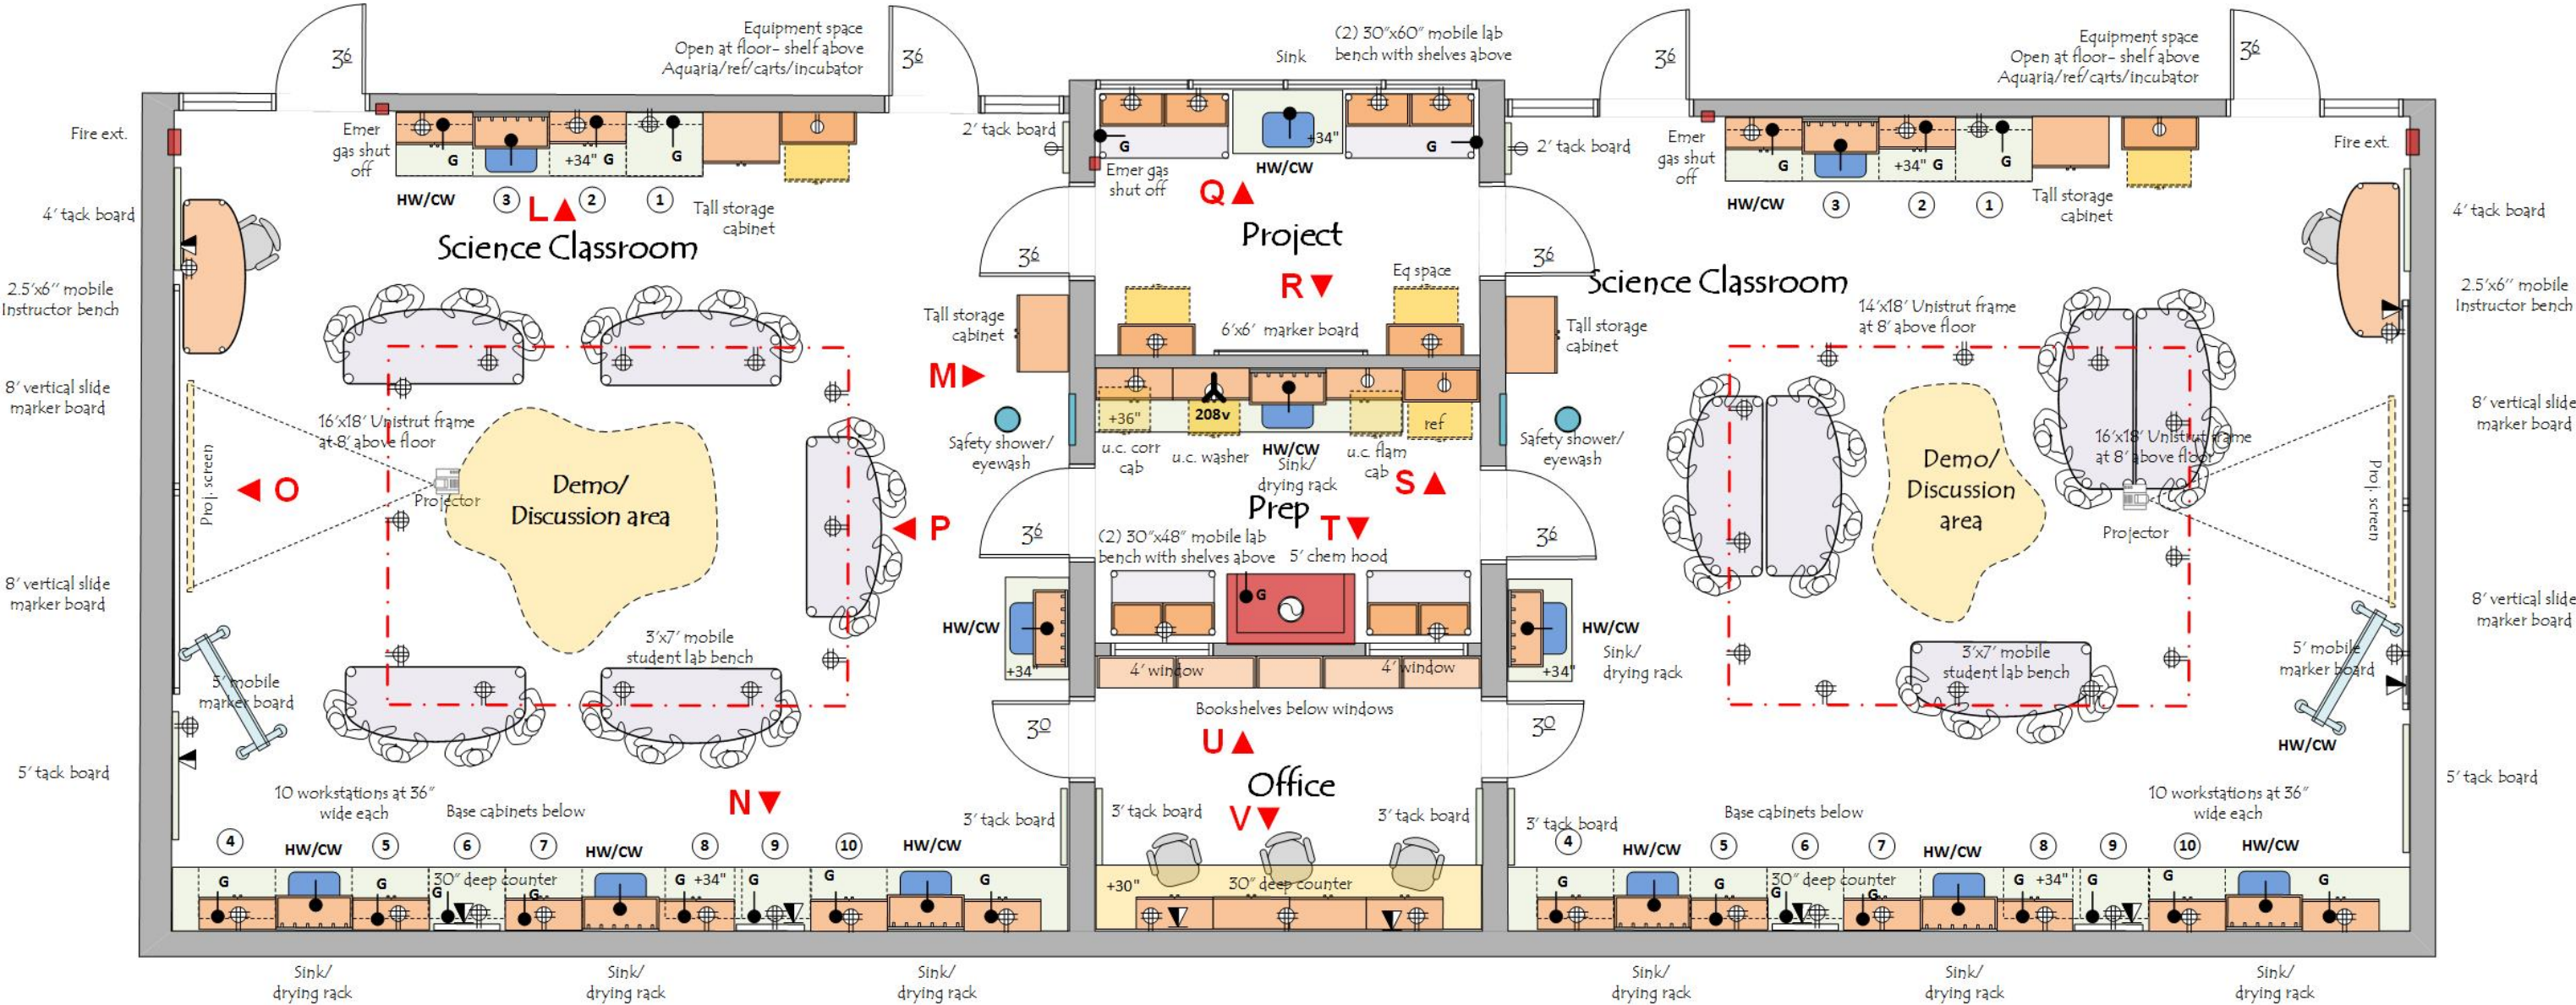 Equipment space
Open at floor- shelf above
Aquaria/ref/carts/incubator
36
36
Sink
(2) 30"x60" mobile lab
bench with shelves above
36
Equipment space
Open at floor- shelf above
Aquaria/ref/carts/incubator
36
Fire ext.
Emer
gas shut
off
G
+34" G
G
HW/CW
3
2
1
L
Tall storage
cabinet
Science Classroom
2' tack board
G
+34"
HW/CW
G
Emer gas
shut off
Q
Project
R
Eq space
6'x6' marker board
2' tack board
Emer
gas shut
off
G
+34" G
G
HW/CW
3
2
1
Tall storage
cabinet
Fire ext.
4' tack board
4' tack board
36
36
Science Classroom
2.5'x6" mobile
Instructor bench
2.5'x6" mobile
Instructor bench
14'x18' Unistrut frame
at 8' above floor
Tall storage
cabinet
Tall storage
cabinet
M
8' vertical slide
marker board
8' vertical slide
marker board
16'x18' Unistrut frame
at 8' above floor
Proj. screen
O
Projector
Demo/
Discussion area
P
Safety shower/
eyewash
+36"
208v
ref
u.c. corr
cab
u.c. washer
HW/CW
Sink/
drying rack
u.c. flam
cab
S
Prep
T
(2) 30"x48" mobile lab
bench with shelves above
5' chem hood
G
Safety shower/
eyewash
Demo/
Discussion
area
16'x18' Unistrut frame
at 8' above floor
Projector
Proj. screen
36
36
8' vertical slide
marker board
8' vertical slide
marker board
HW/CW
+34"
3'x7' mobile
student lab bench
5' mobile
marker board
4' window
4' window
HW/CW
Sink/
drying rack
+34"
3'x7' mobile
student lab bench
5' mobile
marker board
HW/CW
30
30
Bookshelves below windows
U
Office
V
5' tack board
5' tack board
10 workstations at 36"
wide each
Base cabinets below
N
3' tack board
3' tack board
3' tack board
3' tack board
Base cabinets below
10 workstations at 36"
wide each
4
HW/CW
5
6
7
HW/CW
8
9
10
HW/CW
G
G
30" deep counter
G
G
G +34"
G
G
G
+30"
30" deep counter
4
HW/CW
5
6
7
HW/CW
8
9
10
HW/CW
G
G
30" deep counter
G
G
G +34"
G
G
G
Sink/
drying rack
Sink/
drying rack
Sink/
drying rack
Sink/
drying rack
Sink/
drying rack
Sink/
drying rack